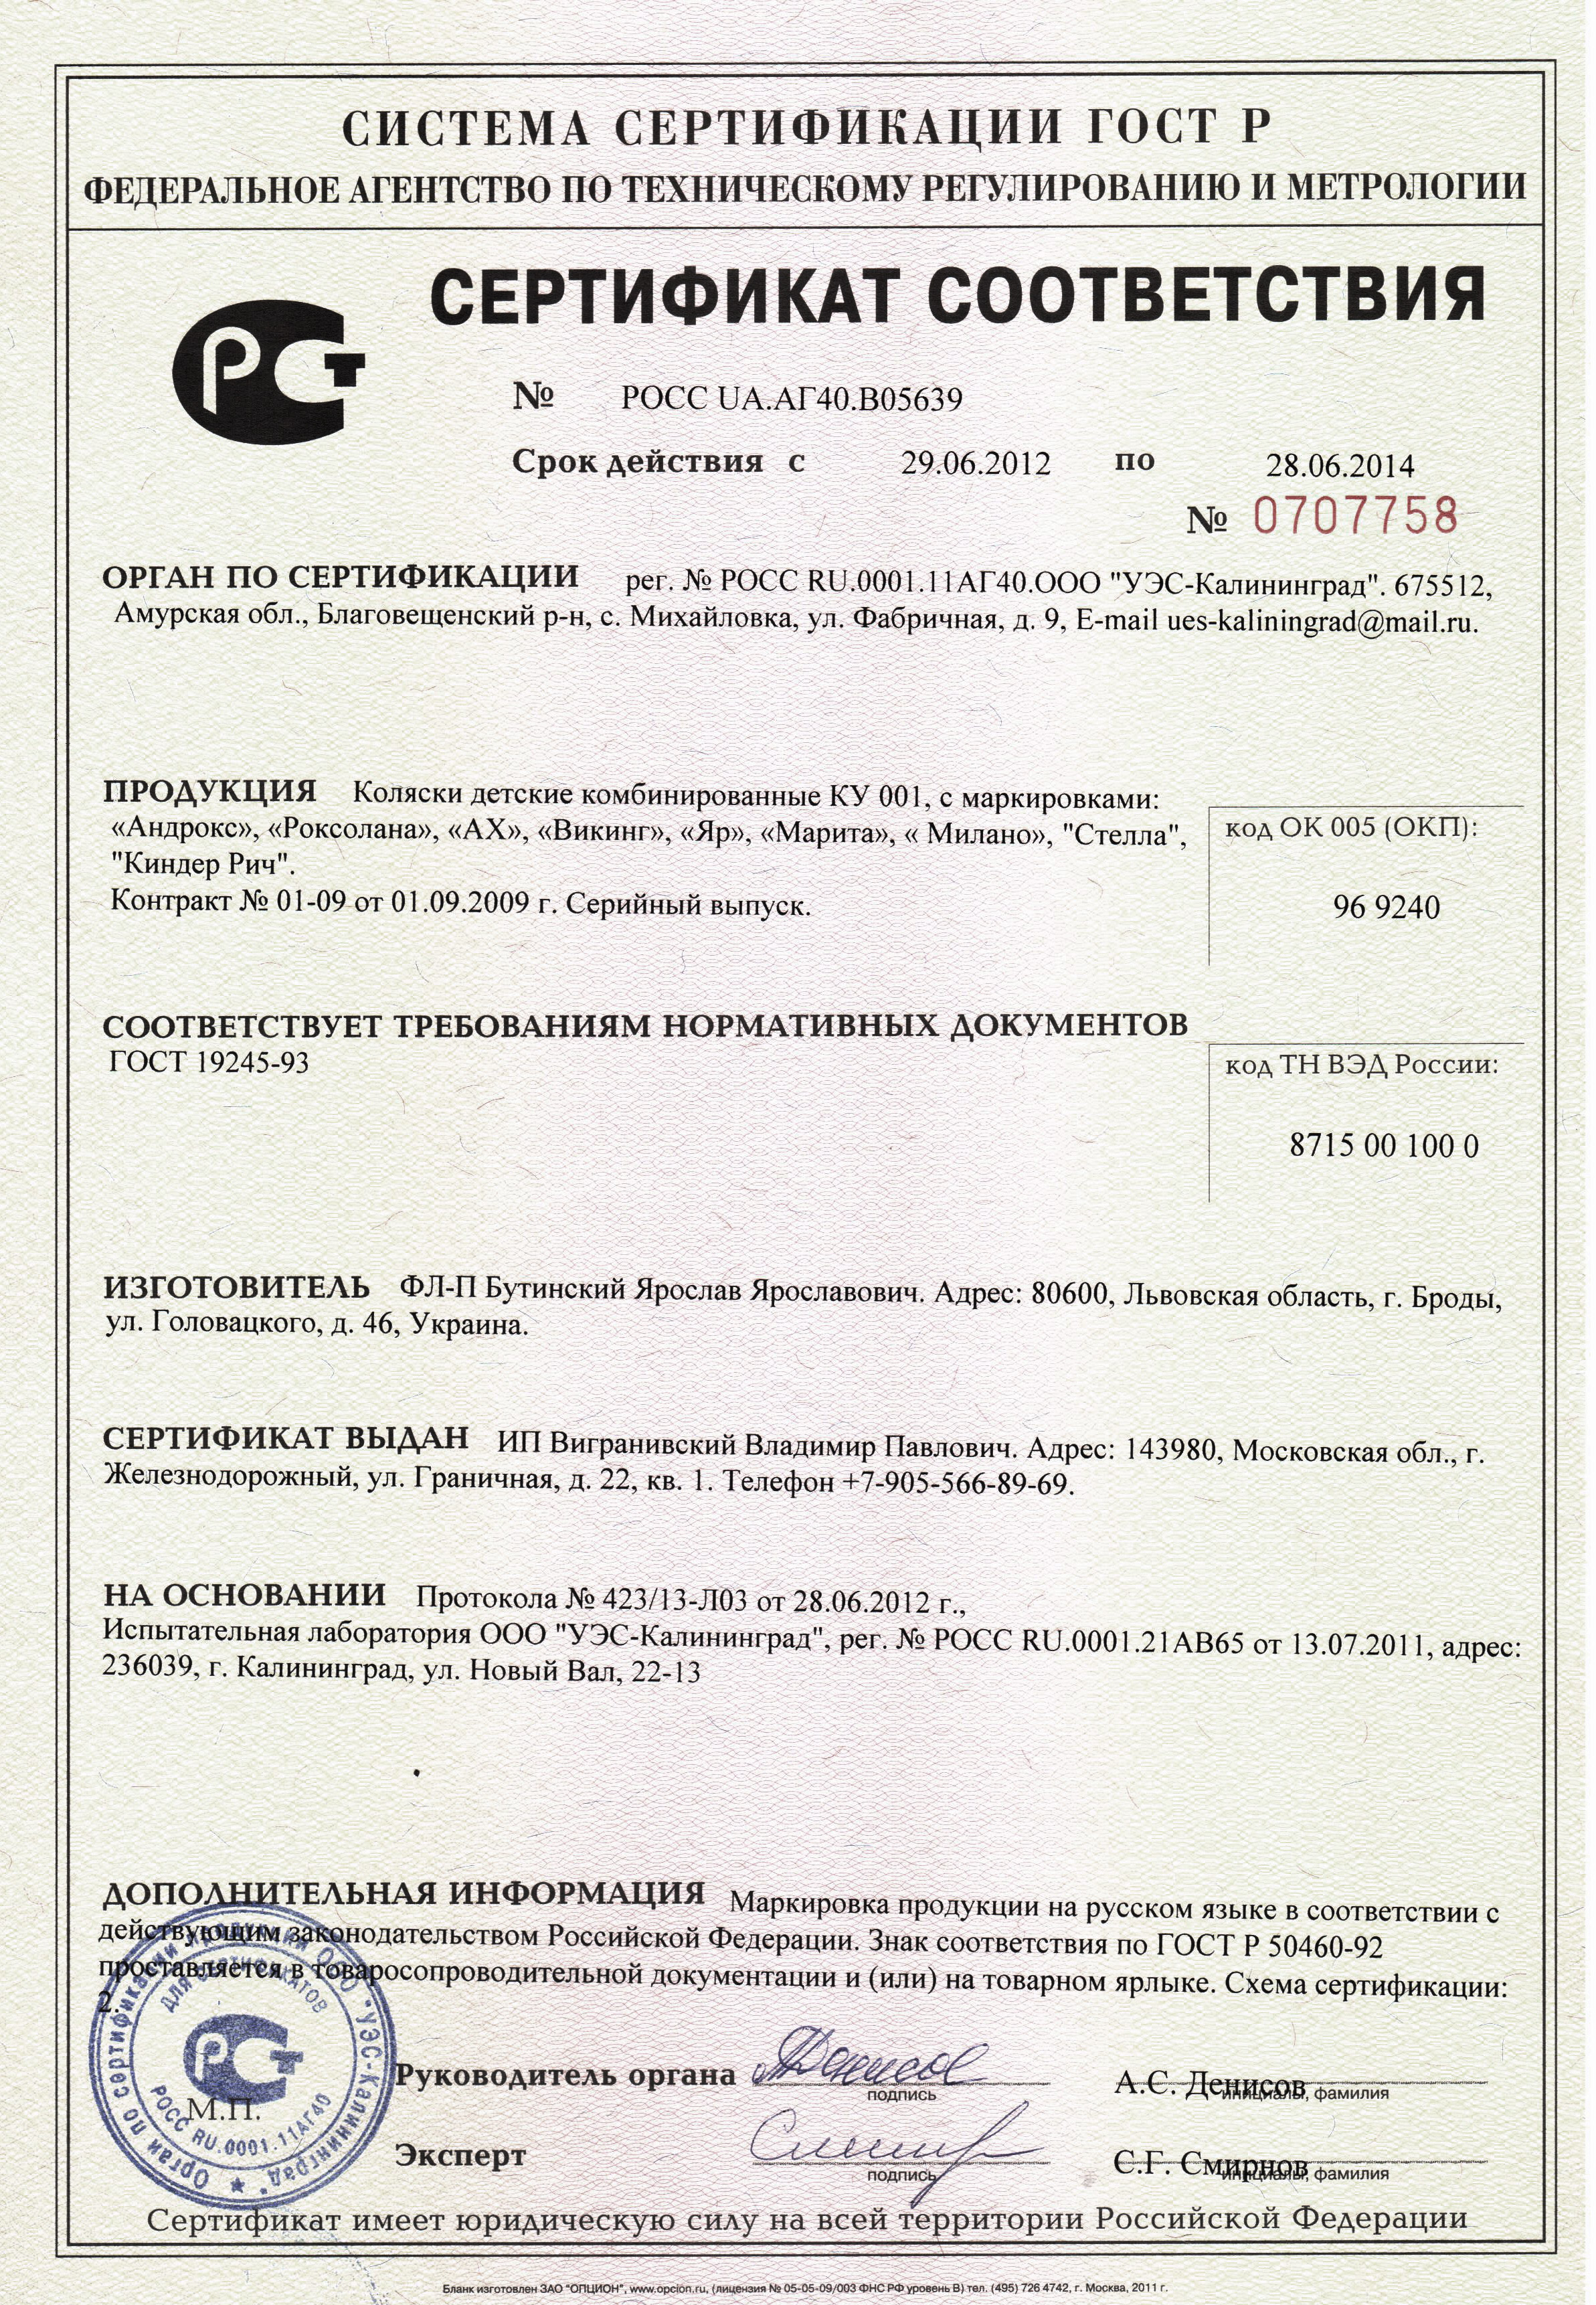 СИСТЕМА СЕРТИФИКАЦИИ ГОСТ Р
ФЕДЕРАЛЬНОЕ АГЕНТСТВО ПО ТЕХНИЧЕСКОМУ РЕГУЛИРОВАНИЮ И МЕТРОЛОГИИ
СЕРТИФИКАТ СООТВЕТСТВИЯ
№ РОСС UA.АГ40.В05639
Срок действия с 29.06.2012 по 28.06.2014
№ 0707758
ОРГАН ПО СЕРТИФИКАЦИИ рег. № РОСС RU.0001.11АГ40.ООО "УЭС-Калининград". 675512,
Амурская обл., Благовещенский р-н, с. Михайловка, ул. Фабричная, д. 9, E-mail ues-kaliningrad@mail.ru.
ПРОДУКЦИЯ Коляски детские комбинированные КУ 001, с маркировками:
«Андрокс», «Роксолана», «АХ», «Викинг», «Яр», «Марита», « Милано», "Стелла",
"Киндер Рич".
Контракт № 01-09 от 01.09.2009 г. Серийный выпуск.
код ОК 005 (ОКП):
96 9240
СООТВЕТСТВУЕТ ТРЕБОВАНИЯМ НОРМАТИВНЫХ ДОКУМЕНТОВ
ГОСТ 19245-93
код ТН ВЭД России:
8715 00 100 0
ИЗГОТОВИТЕЛЬ ФЛ-П Бутинский Ярослав Ярославович. Адрес: 80600, Львовская область, г. Броды,
ул. Головацкого, д. 46, Украина.
СЕРТИФИКАТ ВЫДАН ИП Вигранивский Владимир Павлович. Адрес: 143980, Московская обл., г.
Железнодорожный, ул. Граничная, д. 22, кв. 1. Телефон +7-905-566-89-69.
НА ОСНОВАНИИ Протокола № 423/13-Л03 от 28.06.2012 г.,
Испытательная лаборатория ООО "УЭС-Калининград", рег. № РОСС RU.0001.21АВ65 от 13.07.2011, адрес:
236039, г. Калининград, ул. Новый Вал, 22-13
ДОПОЛНИТЕЛЬНАЯ ИНФОРМАЦИЯ Маркировка продукции на русском языке в соответствии с
действующим законодательством Российской Федерации. Знак соответствия по ГОСТ Р 50460-92
проставляется в товаросопроводительной документации и (или) на товарном ярлыке. Схема сертификации:
2.
Орган по сертификации продукции ООО "УЭС-Калининград"
ДЛЯ СЕРТИФИКАТОВ
РОСС RU.0001.11АГ40
М.П.
Руководитель органа Денисов А.С. Денисов
подпись инициалы, фамилия
Эксперт С.Г. Смирнов
подпись инициалы, фамилия
Сертификат имеет юридическую силу на всей территории Российской Федерации
Бланк изготовлен ЗАО "ОПЦИОН", www.opcion.ru, (лицензия № 05-05-09/003 ФНС РФ уровень B) тел. (495) 726 4742, г. Москва, 2011 г.